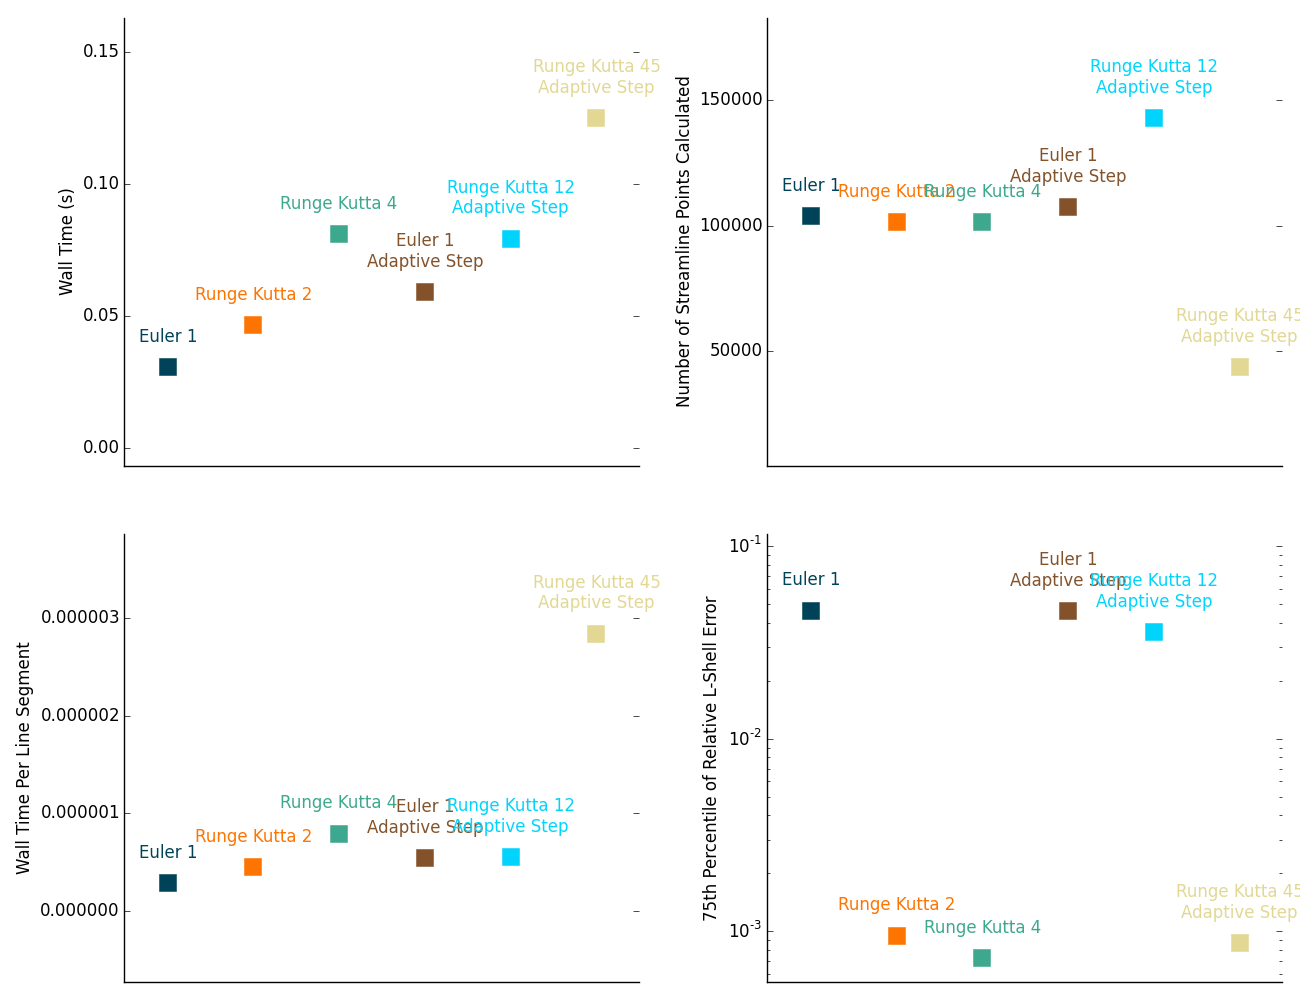 0.15
0.10
0.05
0.00
Wall Time (s)
Euler 1
Runge Kutta 2
Runge Kutta 4
Euler 1
Adaptive Step
Runge Kutta 12
Adaptive Step
Runge Kutta 45
Adaptive Step
150000
100000
50000
Number of Streamline Points Calculated
Euler 1
Runge Kutta 2
Runge Kutta 4
Euler 1
Adaptive Step
Runge Kutta 12
Adaptive Step
Runge Kutta 45
Adaptive Step
0.000003
0.000002
0.000001
0.000000
Wall Time Per Line Segment
Euler 1
Runge Kutta 2
Runge Kutta 4
Euler 1
Adaptive Step
Runge Kutta 12
Adaptive Step
Runge Kutta 45
Adaptive Step
10⁻¹
10⁻²
10⁻³
75th Percentile of Relative L-Shell Error
Euler 1
Runge Kutta 2
Runge Kutta 4
Euler 1
Adaptive Step
Runge Kutta 12
Adaptive Step
Runge Kutta 45
Adaptive Step